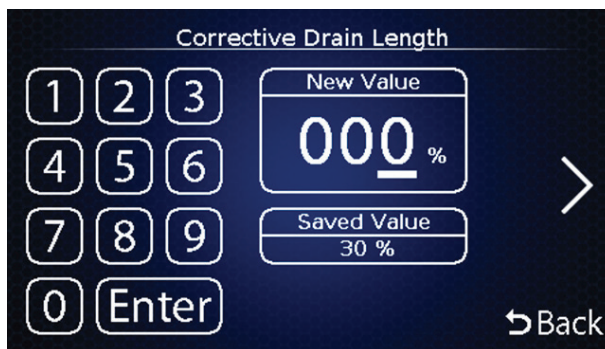 Corrective Drain Length
1 2 3
4 5 6
7 8 9
0 Enter
New Value
000 %
Saved Value
30 %
Back